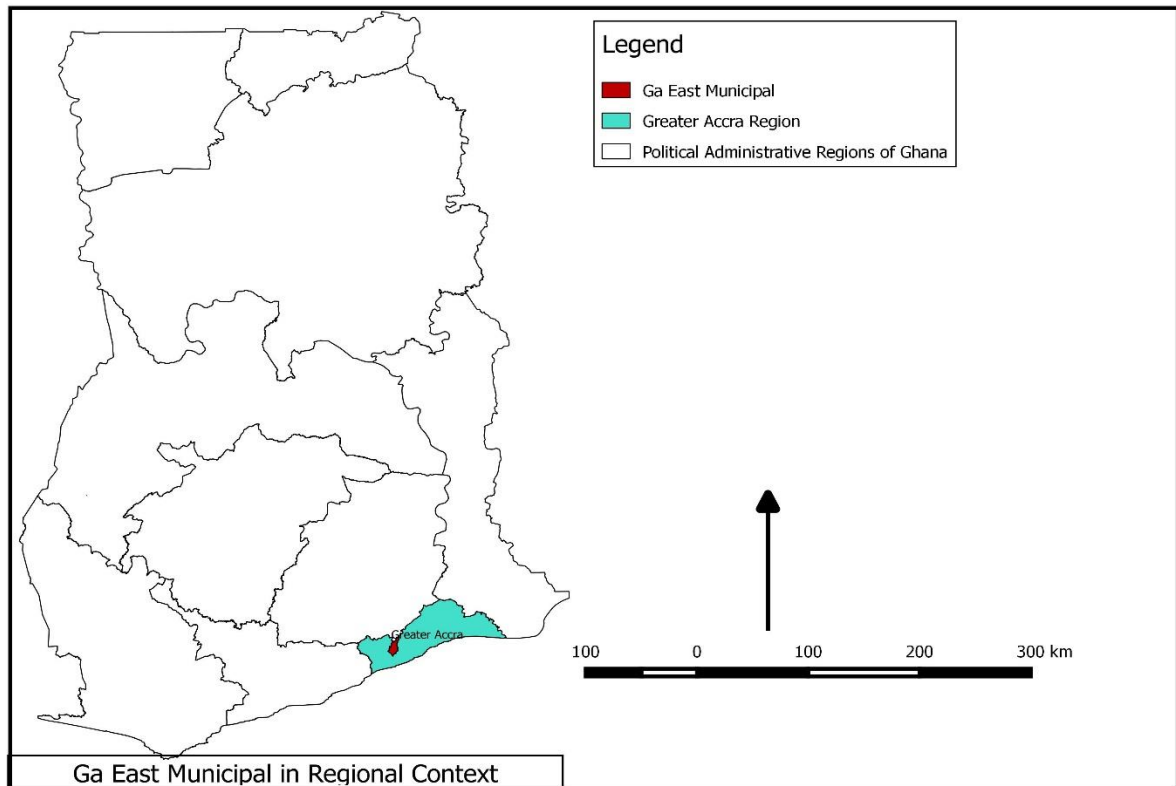 Legend
Ga East Municipal
Greater Accra Region
Political Administrative Regions of Ghana
Greater Accra
100 0 100 200 300 km
Ga East Municipal in Regional Context